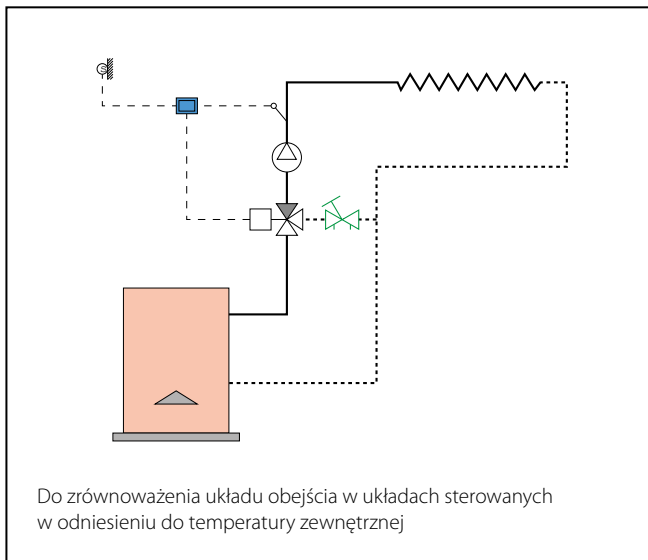 S
Do zrównoważenia układu obejścia w układach sterowanych
w odniesieniu do temperatury zewnętrznej